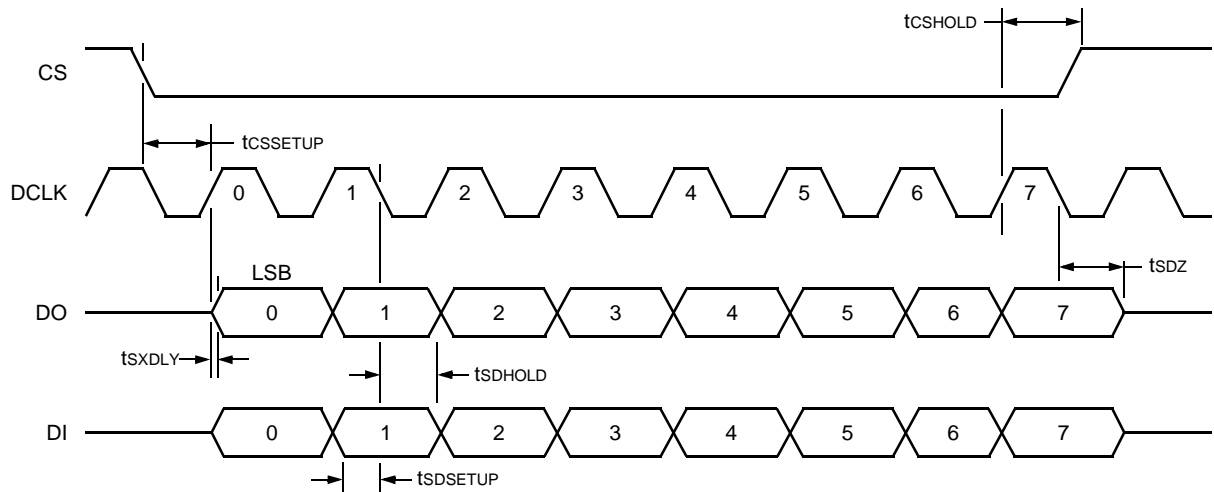 tCSHOLD
CS
tCSSETUP
DCLK 0 1 2 3 4 5 6 7
tSDZ
LSB
DO 0 1 2 3 4 5 6 7
tSXDLY
tSDHOLD
DI 0 1 2 3 4 5 6 7
tSDSETUP